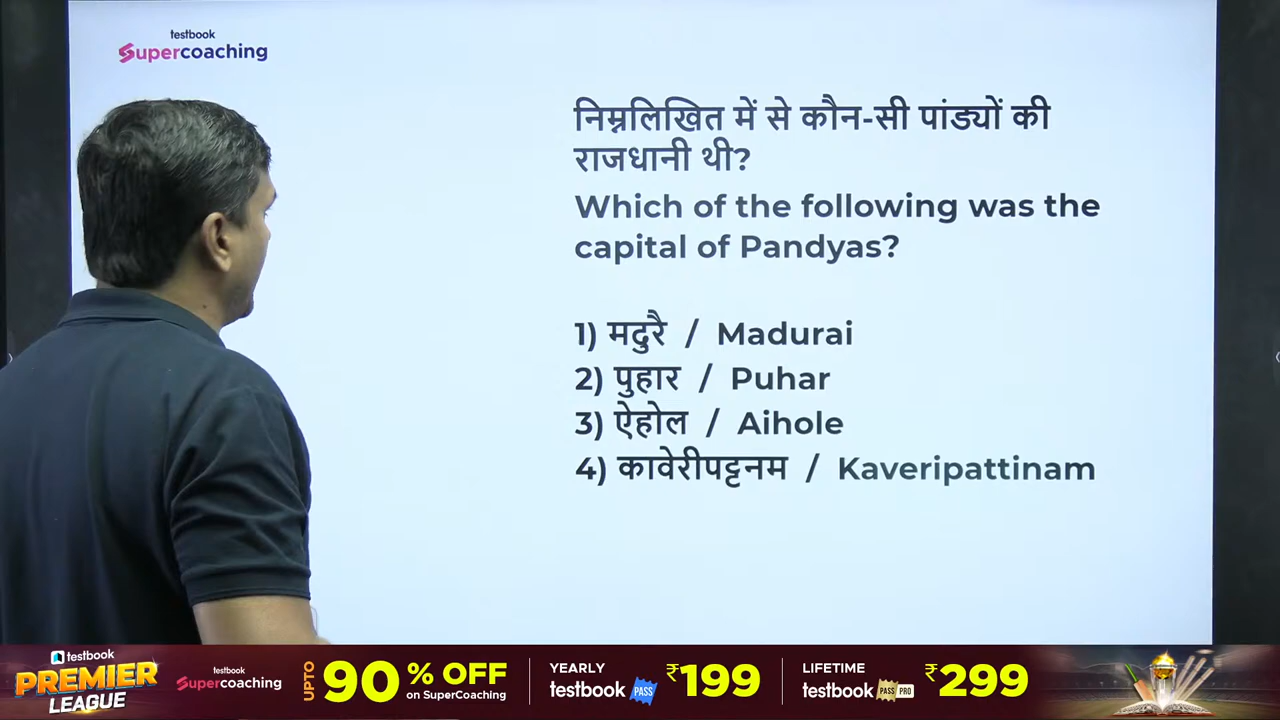 testbook
Supercoaching
निम्नलिखित में से कौन-सी पांड्यों की
राजधानी थी?
Which of the following was the
capital of Pandyas?
1) मदुरै / Madurai
2) पुहार / Puhar
3) ऐहोल / Aihole
4) कावेरीपट्टनम / Kaveripattinam
testbook
PREMIER
LEAGUE
testbook
Supercoaching
UPTO
90 % OFF
on SuperCoaching
YEARLY
testbook PASS
₹199
LIFETIME
testbook PASS PRO
₹299